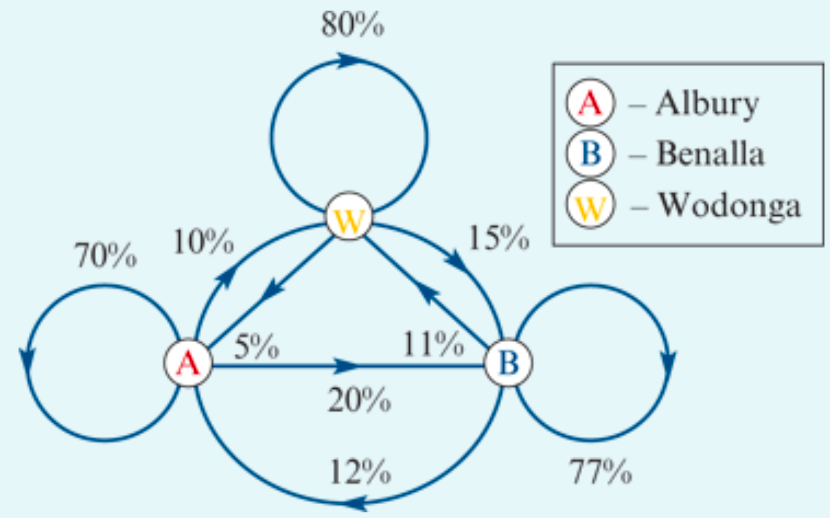 80%
A – Albury
B – Benalla
W – Wodonga
W
10%
15%
70%
A
5%
11%
B
20%
12%
77%